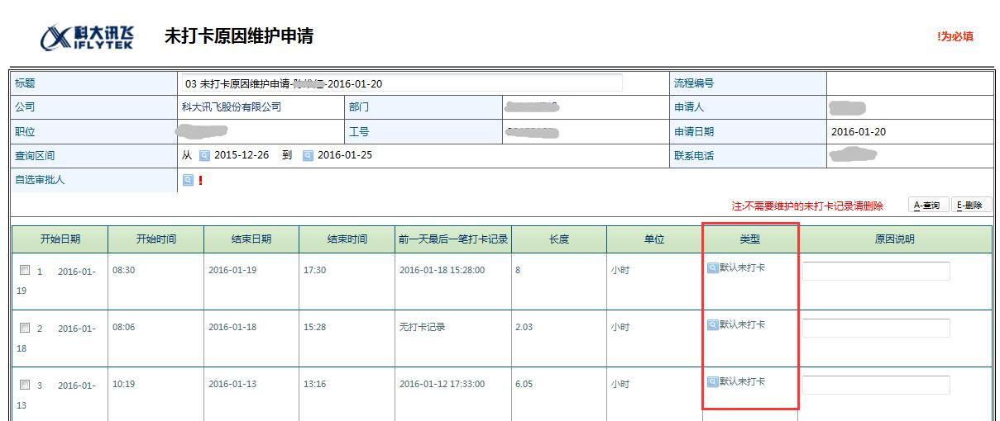 科大讯飞
IFLYTEK
未打卡原因维护申请
!为必填
标题 03 未打卡原因维护申请- -2016-01-20 流程编号
公司 科大讯飞股份有限公司 部门 申请人
职位 工号 申请日期 2016-01-20
查询区间 从 2015-12-26 到 2016-01-25 联系电话
自选审批人 !
注:不需要维护的未打卡记录请删除 A-查询 E-删除
开始日期 开始时间 结束日期 结束时间 前一天最后一笔打卡记录 长度 单位 类型 原因说明
1 2016-01-19 08:30 2016-01-19 17:30 2016-01-18 15:28:00 8 小时 默认未打卡
2 2016-01-18 08:06 2016-01-18 15:28 无打卡记录 2.03 小时 默认未打卡
3 2016-01-13 10:19 2016-01-13 13:16 2016-01-12 17:33:00 6.05 小时 默认未打卡